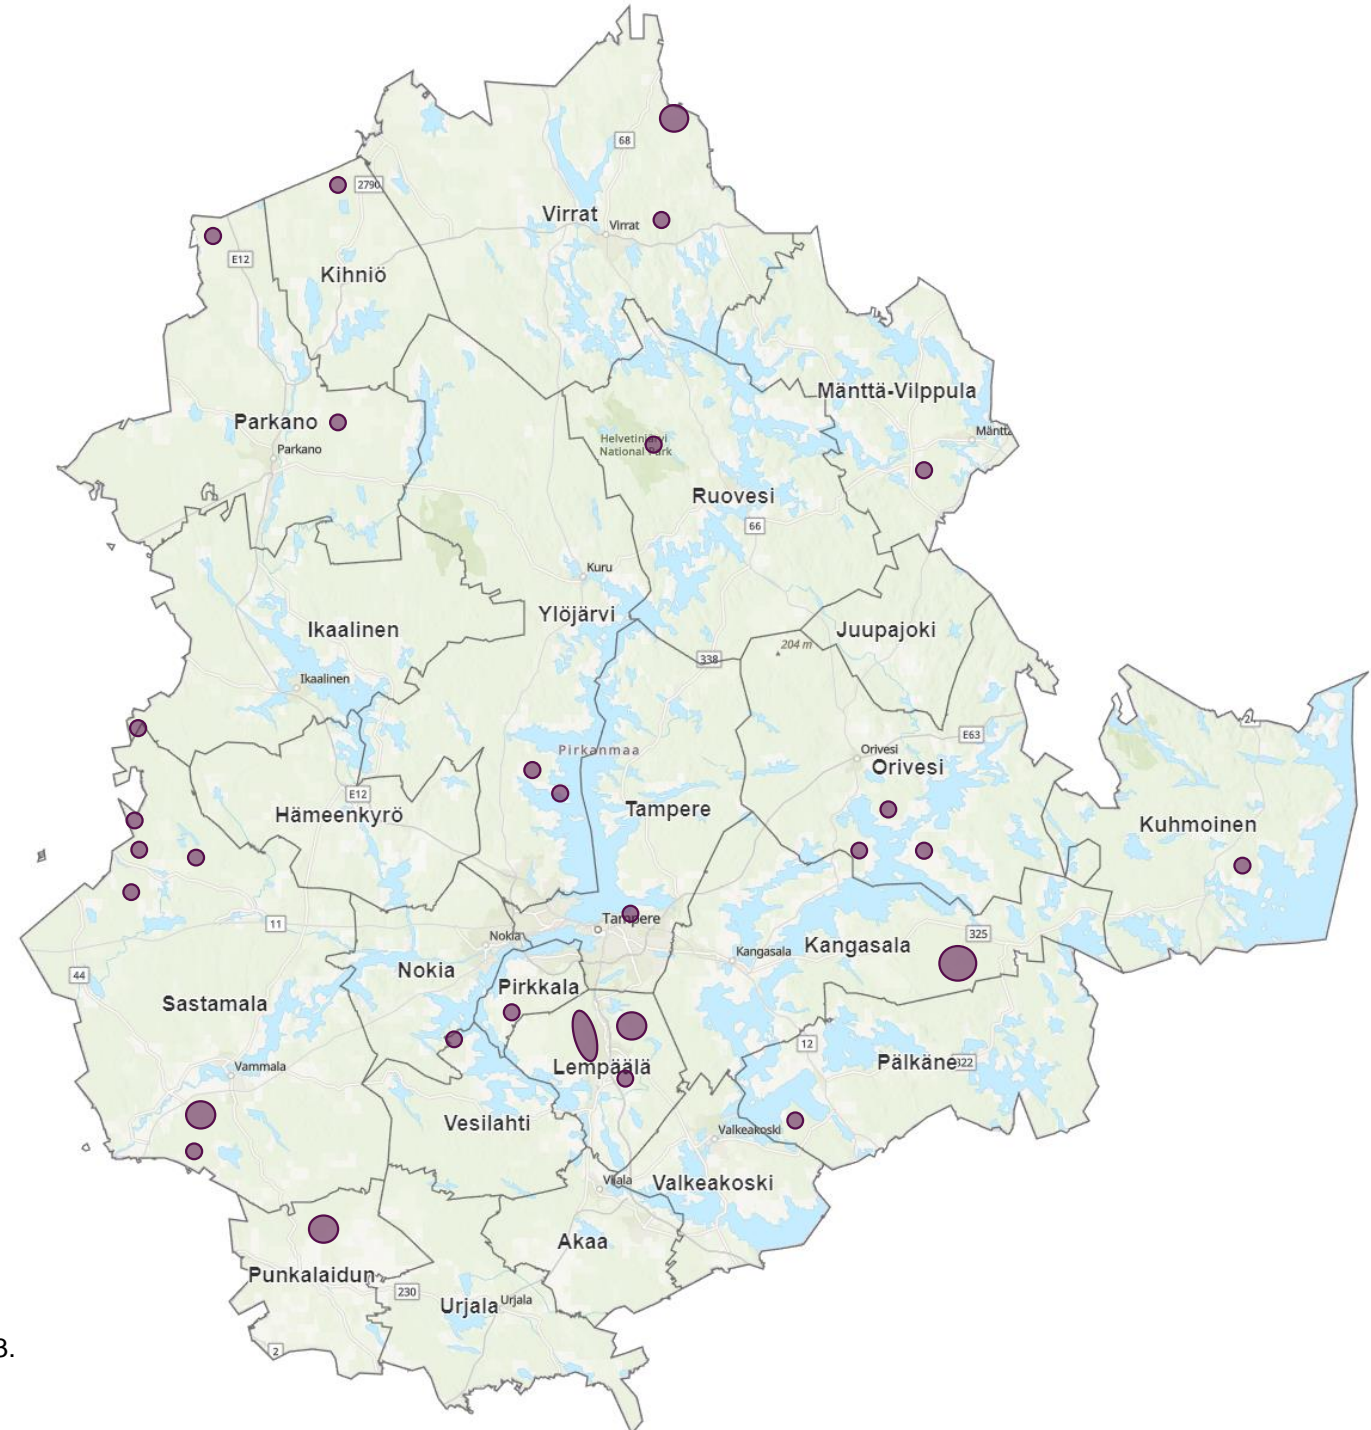 68
2790
Virrat
Virrat
E12
Kihniö
Mänttä-Vilppula
Parkano
Mänttä
Helvetinjärvi
National Park
Parkano
Ruovesi
66
Kuru
Ylöjärvi
Ikaalinen
Juupajoki
204 m
338
Ikaalinen
24
E63
Pirkanmaa
Orivesi
Orivesi
E12
Hämeenkyrö
Tampere
Kuhmoinen
11
Tampere
325
Nokia
Kangasala
Kangasala
44
Nokia
Pirkkala
Sastamala
12
Lempäälä
Pälkäne
322
Vammala
Vesilahti
Valkeakoski
Viiala
Valkeakoski
Akaa
Punkalaidun
230
Urjala
Urjala
2
3.